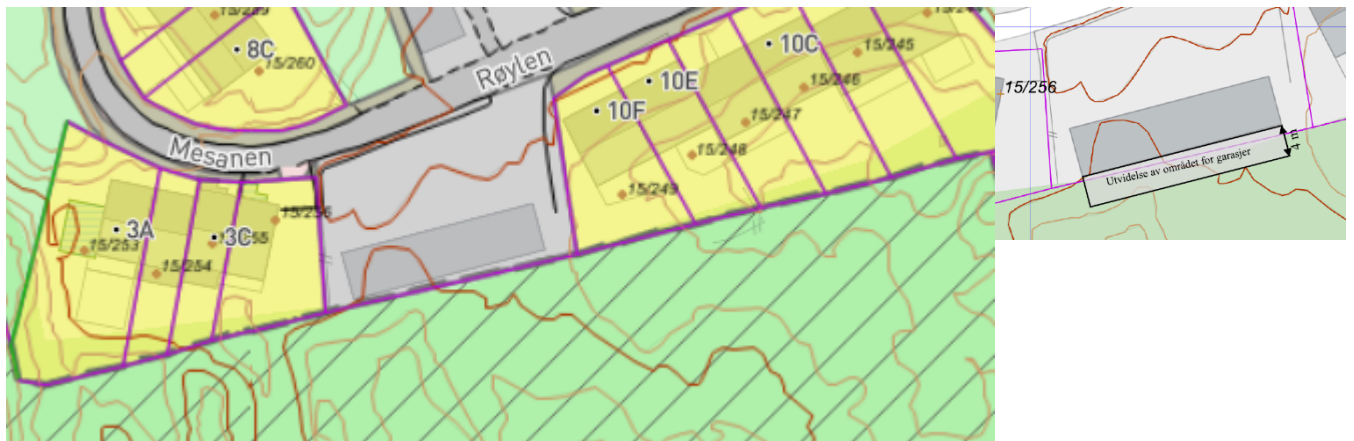 15/259
8C
15/260
Mesanen
Røylen
10C
15/245
15/246
10E
15/247
10F
15/248
15/249
3A
15/253
15/254
3C
55
15/256
15/256
4 m
Utvidelse av området for garasjer